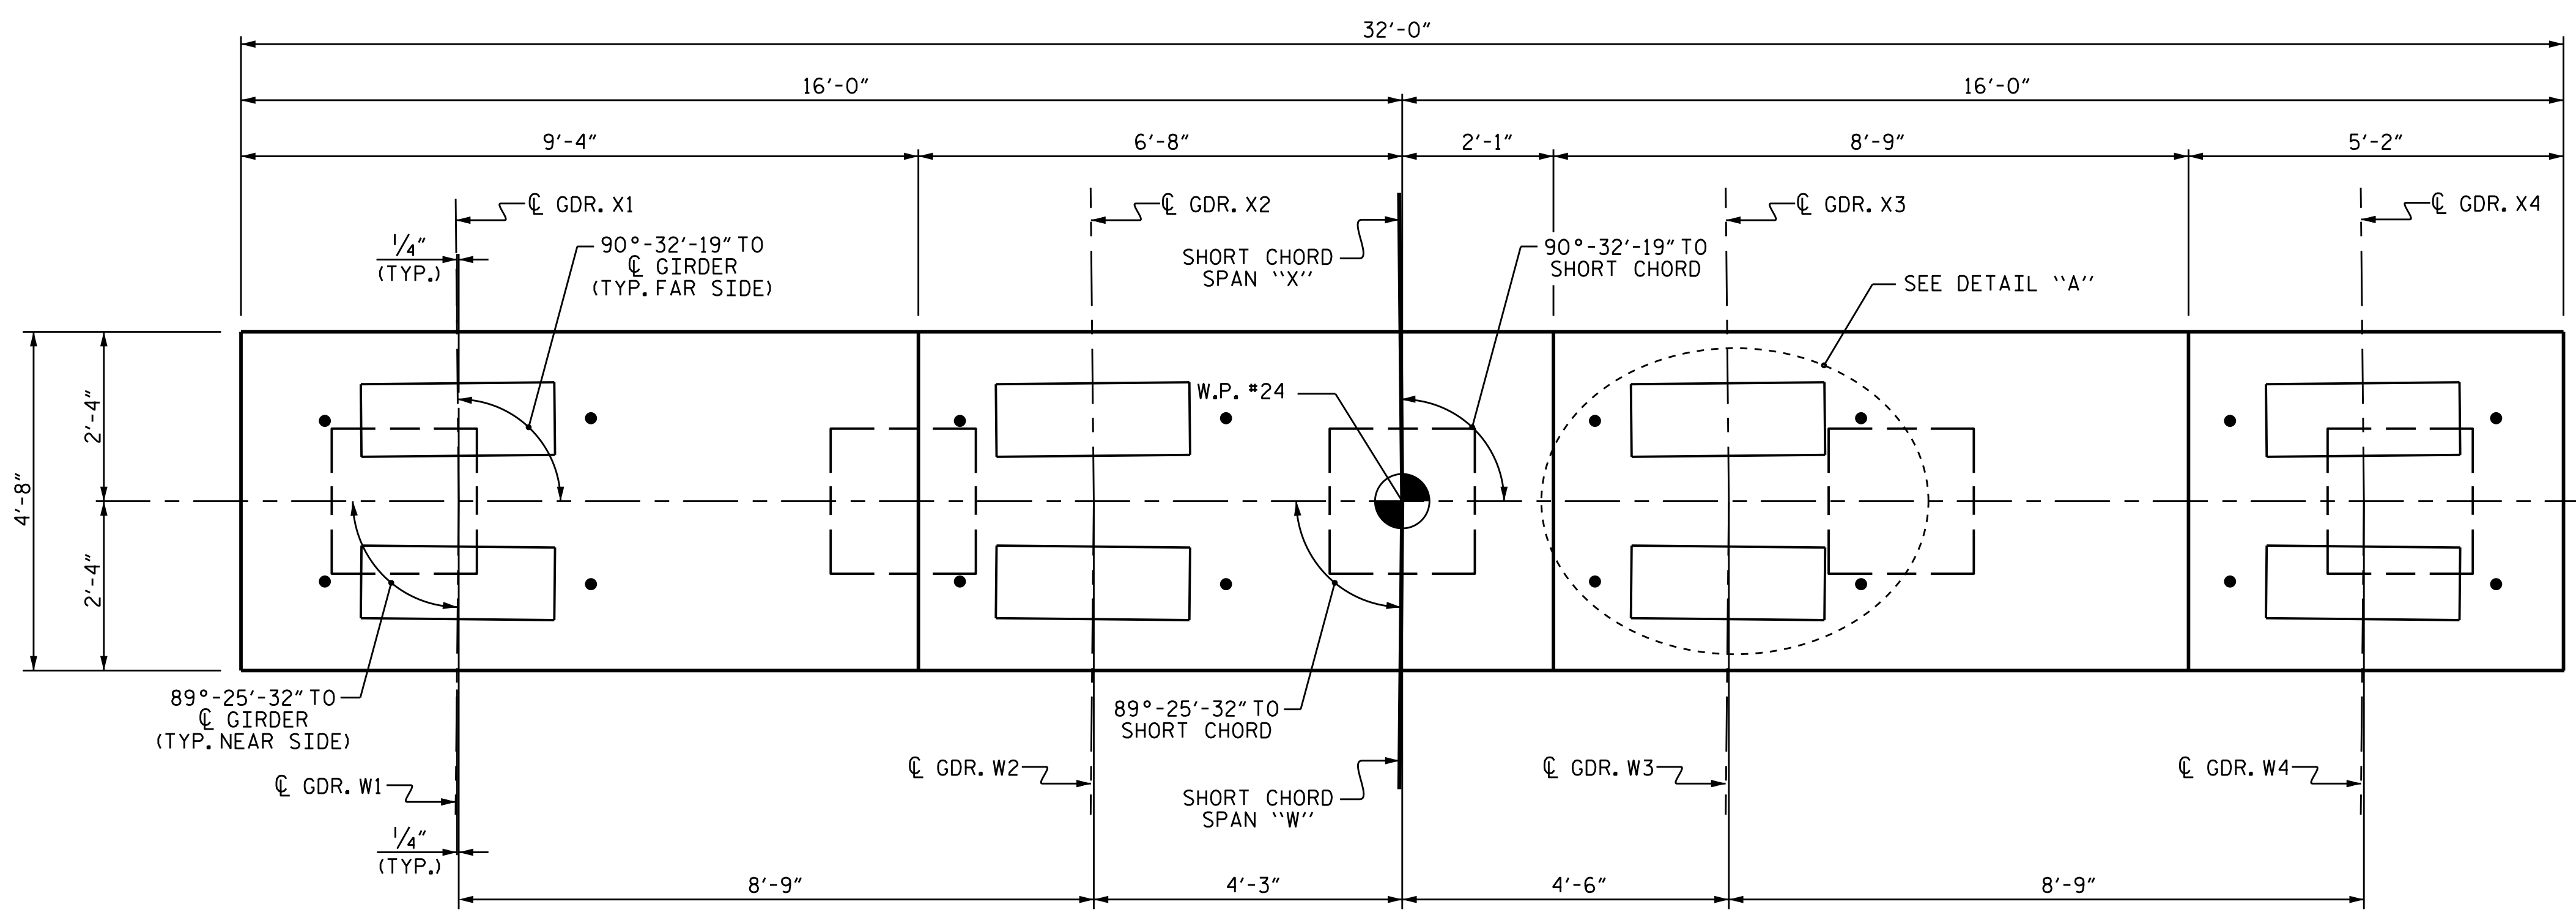 32'-0"
16'-0"
16'-0"
9'-4"
6'-8"
2'-1"
8'-9"
5'-2"
℄ GDR. X1
℄ GDR. X2
℄ GDR. X3
℄ GDR. X4
1/4"
(TYP.)
90°-32'-19" TO
℄ GIRDER
(TYP. FAR SIDE)
SHORT CHORD
SPAN "X"
90°-32'-19" TO
SHORT CHORD
SEE DETAIL "A"
W.P. #24
2'-4"
4'-8"
2'-4"
89°-25'-32" TO
℄ GIRDER
(TYP. NEAR SIDE)
89°-25'-32" TO
SHORT CHORD
℄ GDR. W1
℄ GDR. W2
℄ GDR. W3
℄ GDR. W4
SHORT CHORD
SPAN "W"
1/4"
(TYP.)
8'-9"
4'-3"
4'-6"
8'-9"